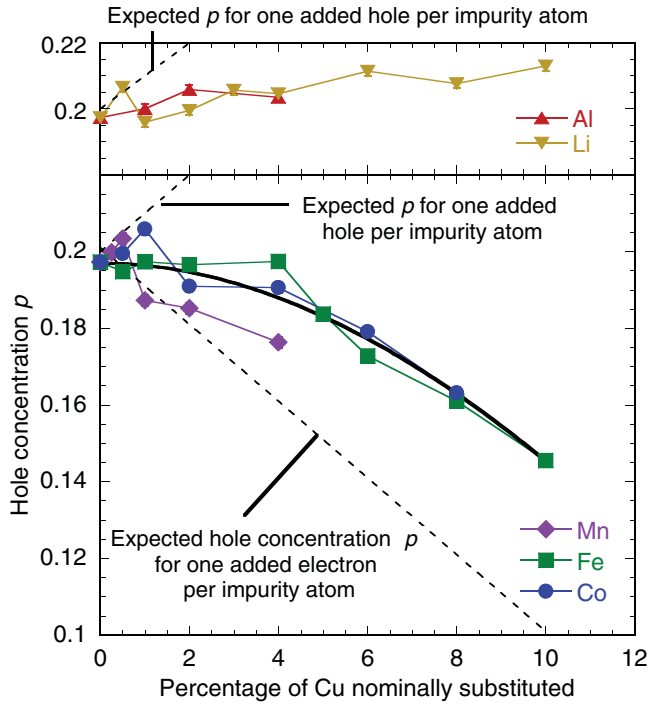 Expected p for one added hole per impurity atom
0.22
0.2
Al
Li
Expected p for one added
hole per impurity atom
0.2
0.18
0.16
0.14
0.12
0.1
Hole concentration p
Expected hole concentration p
for one added electron
per impurity atom
Mn
Fe
Co
0 2 4 6 8 10 12
Percentage of Cu nominally substituted